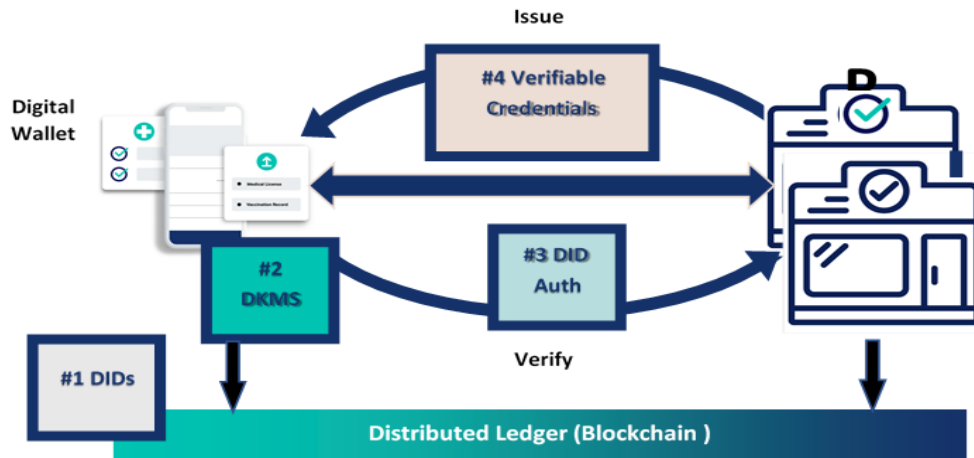 Issue
#4 Verifiable
Credentials
D
Digital
Wallet
Medical License
Vaccination Record
#2
DKMS
#3 DID
Auth
Verify
#1 DIDs
Distributed Ledger (Blockchain )